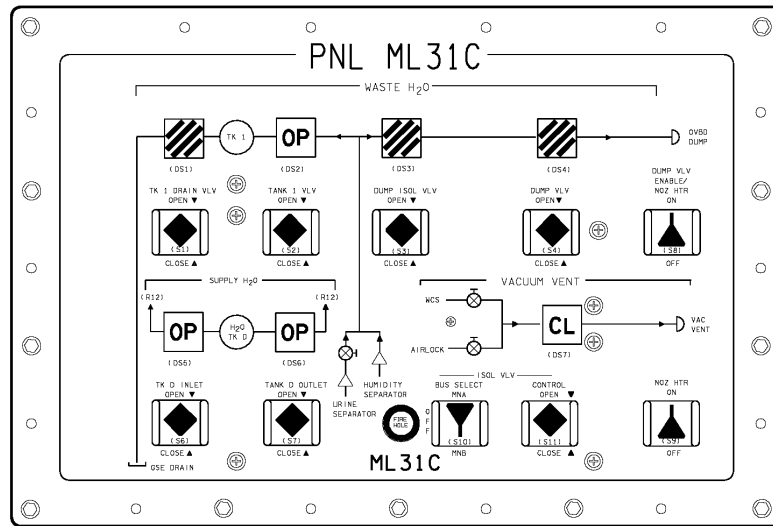 PNL ML31C
WASTE H2O
TK 1
OP
OVBD
DUMP
(DS1)
(DS2)
(DS3)
(DS4)
TK 1 DRAIN VLV
OPEN ▼
TANK 1 VLV
OPEN ▼
DUMP ISOL VLV
OPEN ▼
DUMP VLV
OPEN ▼
DUMP VLV
ENABLE/
NOZ HTR
ON
(S1)
(S2)
(S3)
(S4)
(S8)
CLOSE ▲
CLOSE ▲
CLOSE ▲
CLOSE ▲
OFF
SUPPLY H2O
VACUUM VENT
(R12)
(R12)
WCS
OP
H2O
TK D
OP
CL
VAC
VENT
AIRLOCK
(DS5)
(DS6)
(DS7)
URINE
SEPARATOR
HUMIDITY
SEPARATOR
ISOL VLV
TK D INLET
OPEN ▼
TANK D OUTLET
OPEN ▼
BUS SELECT
MNA
CONTROL
OPEN ▼
NOZ HTR
ON
FIRE
HOLE
OFF
(S6)
(S7)
(S10)
(S11)
(S9)
CLOSE ▲
CLOSE ▲
MNB
CLOSE ▲
OFF
GSE DRAIN
ML31C